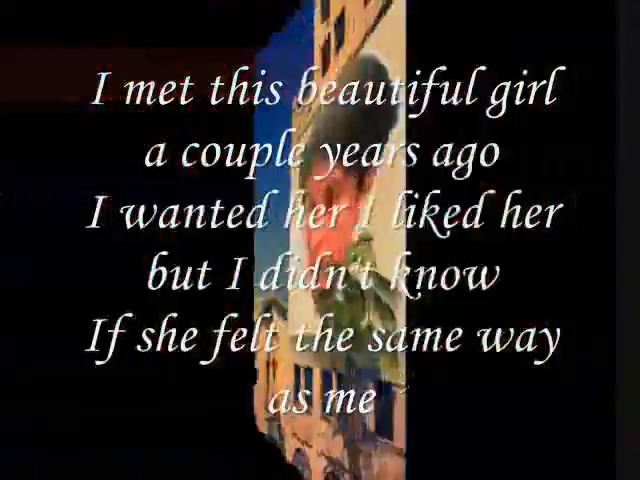 I met this beautiful girl
a couple years ago
I wanted her I liked her
but I didn't know
If she felt the same way
as me